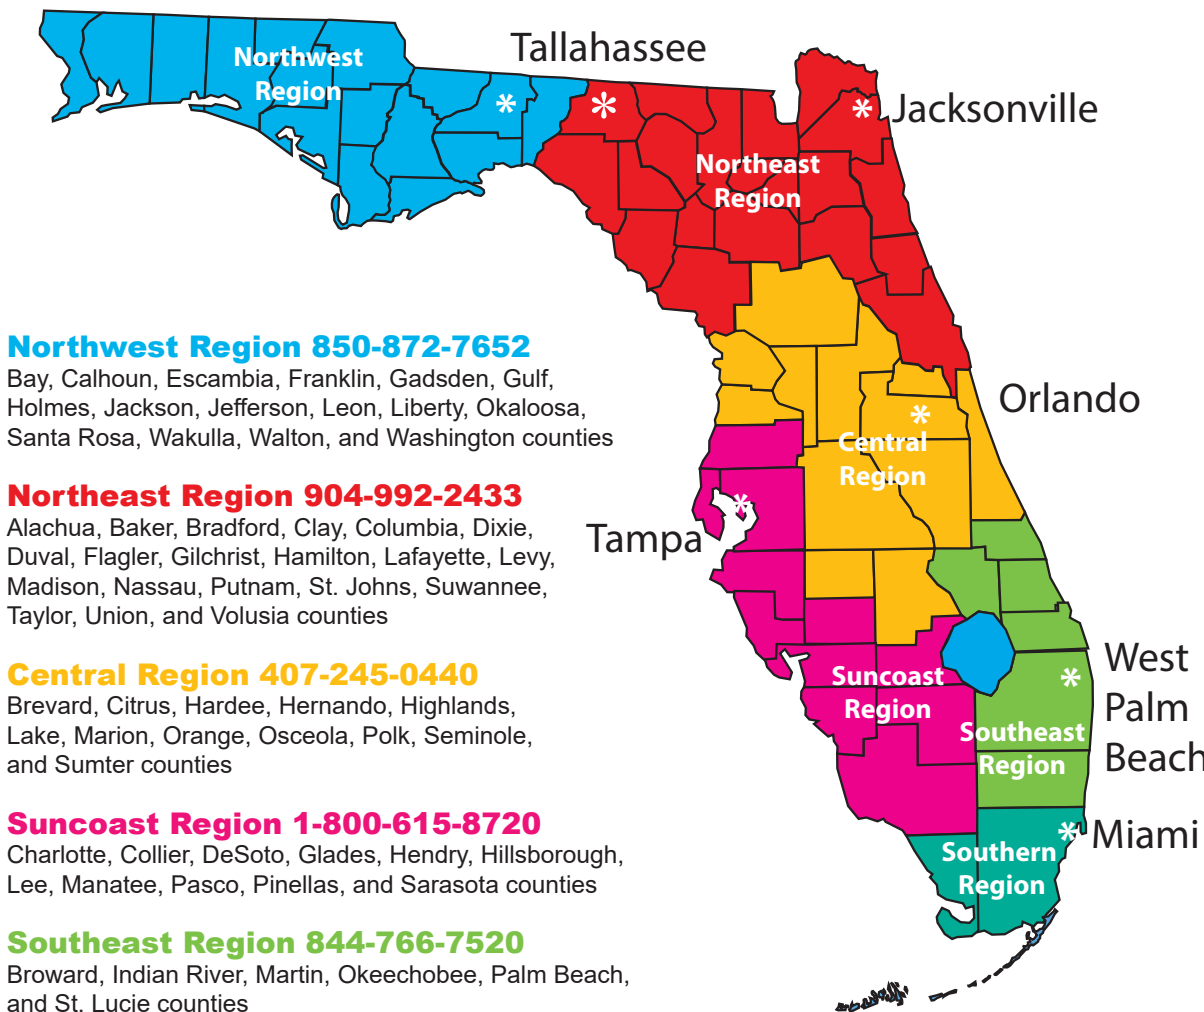 Tallahassee
Northwest
Region
*
*
*
Jacksonville
Northeast
Region
Northwest Region 850-872-7652
Bay, Calhoun, Escambia, Franklin, Gadsden, Gulf,
Holmes, Jackson, Jefferson, Leon, Liberty, Okaloosa,
Santa Rosa, Wakulla, Walton, and Washington counties
Orlando
*
Central
Region
Northeast Region 904-992-2433
Alachua, Baker, Bradford, Clay, Columbia, Dixie,
Duval, Flagler, Gilchrist, Hamilton, Lafayette, Levy,
Madison, Nassau, Putnam, St. Johns, Suwannee,
Taylor, Union, and Volusia counties
*
Tampa
Central Region 407-245-0440
Brevard, Citrus, Hardee, Hernando, Highlands,
Lake, Marion, Orange, Osceola, Polk, Seminole,
and Sumter counties
Suncoast
Region
*
West
Palm
Beach
Southeast
Region
Suncoast Region 1-800-615-8720
Charlotte, Collier, DeSoto, Glades, Hendry, Hillsborough,
Lee, Manatee, Pasco, Pinellas, and Sarasota counties
*
Miami
Southern
Region
Southeast Region 844-766-7520
Broward, Indian River, Martin, Okeechobee, Palm Beach,
and St. Lucie counties